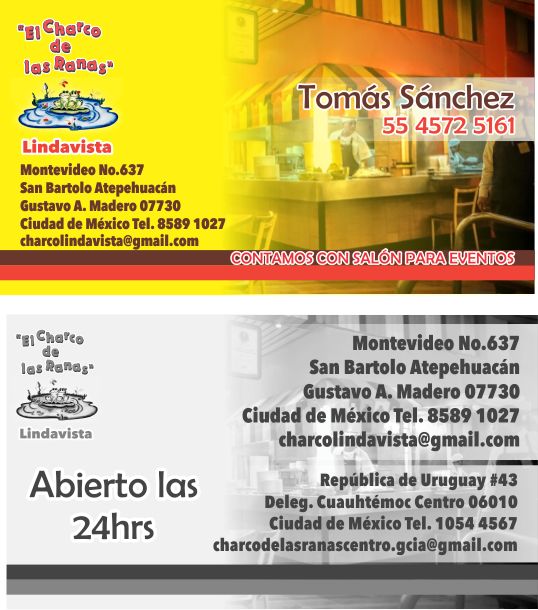 "El Charco
de
las Ranas"
Lindavista
Montevideo No.637
San Bartolo Atepehuacán
Gustavo A. Madero 07730
Ciudad de México Tel. 8589 1027
charcolindavista@gmail.com
Tomás Sánchez
55 4572 5161
CONTAMOS CON SALÓN PARA EVENTOS
"El Charco
de
las Ranas"
Lindavista
Abierto las
24hrs
Montevideo No.637
San Bartolo Atepehuacán
Gustavo A. Madero 07730
Ciudad de México Tel. 8589 1027
charcolindavista@gmail.com
República de Uruguay #43
Deleg. Cuauhtémoc Centro 06010
Ciudad de México Tel. 1054 4567
charcodelasranascentro.gcia@gmail.com